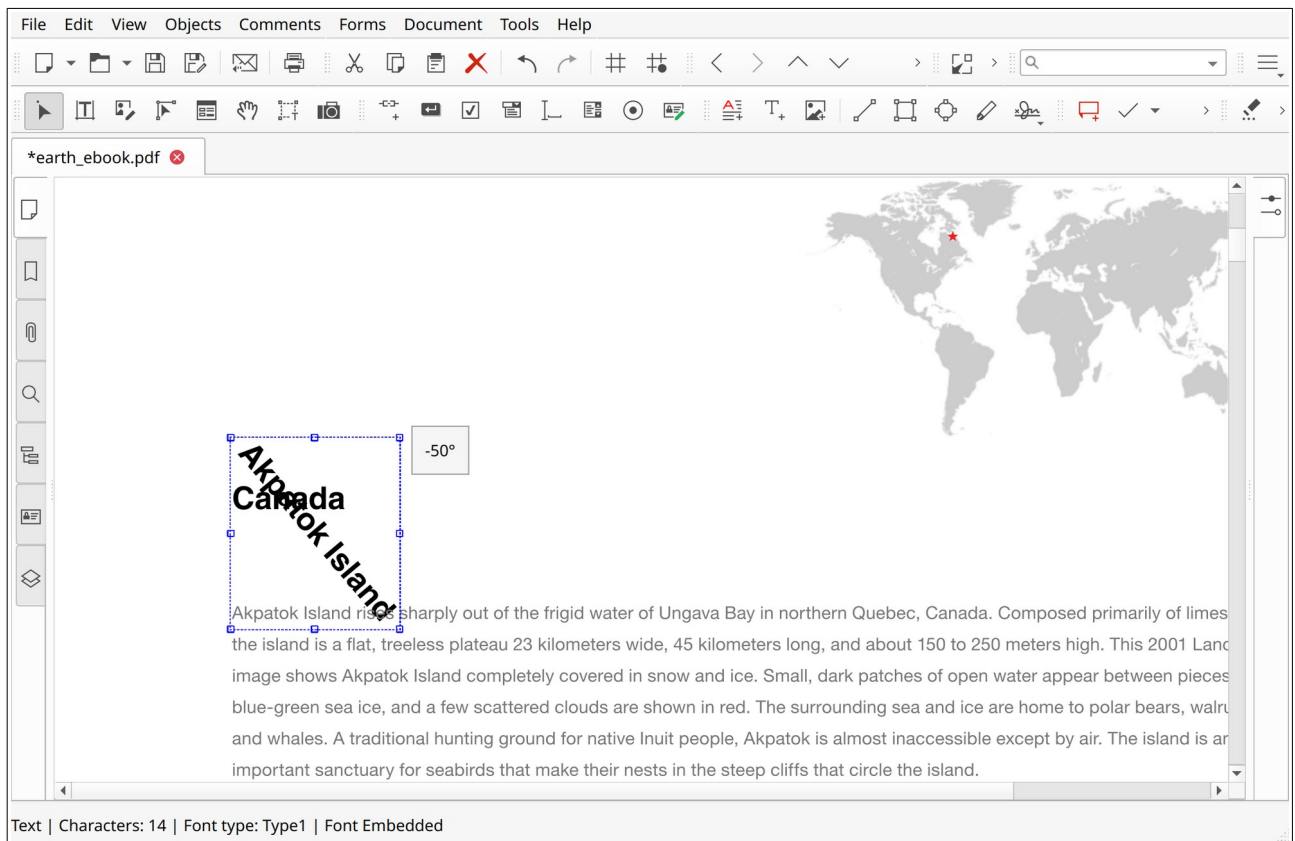 File Edit View Objects Comments Forms Document Tools Help
*earth_ebook.pdf
-50°
Akpatok Island
Canada
Akpatok Island rises sharply out of the frigid water of Ungava Bay in northern Quebec, Canada. Composed primarily of limes
the island is a flat, treeless plateau 23 kilometers wide, 45 kilometers long, and about 150 to 250 meters high. This 2001 Land
image shows Akpatok Island completely covered in snow and ice. Small, dark patches of open water appear between pieces
blue-green sea ice, and a few scattered clouds are shown in red. The surrounding sea and ice are home to polar bears, walru
and whales. A traditional hunting ground for native Inuit people, Akpatok is almost inaccessible except by air. The island is an
important sanctuary for seabirds that make their nests in the steep cliffs that circle the island.
Text | Characters: 14 | Font type: Type1 | Font Embedded